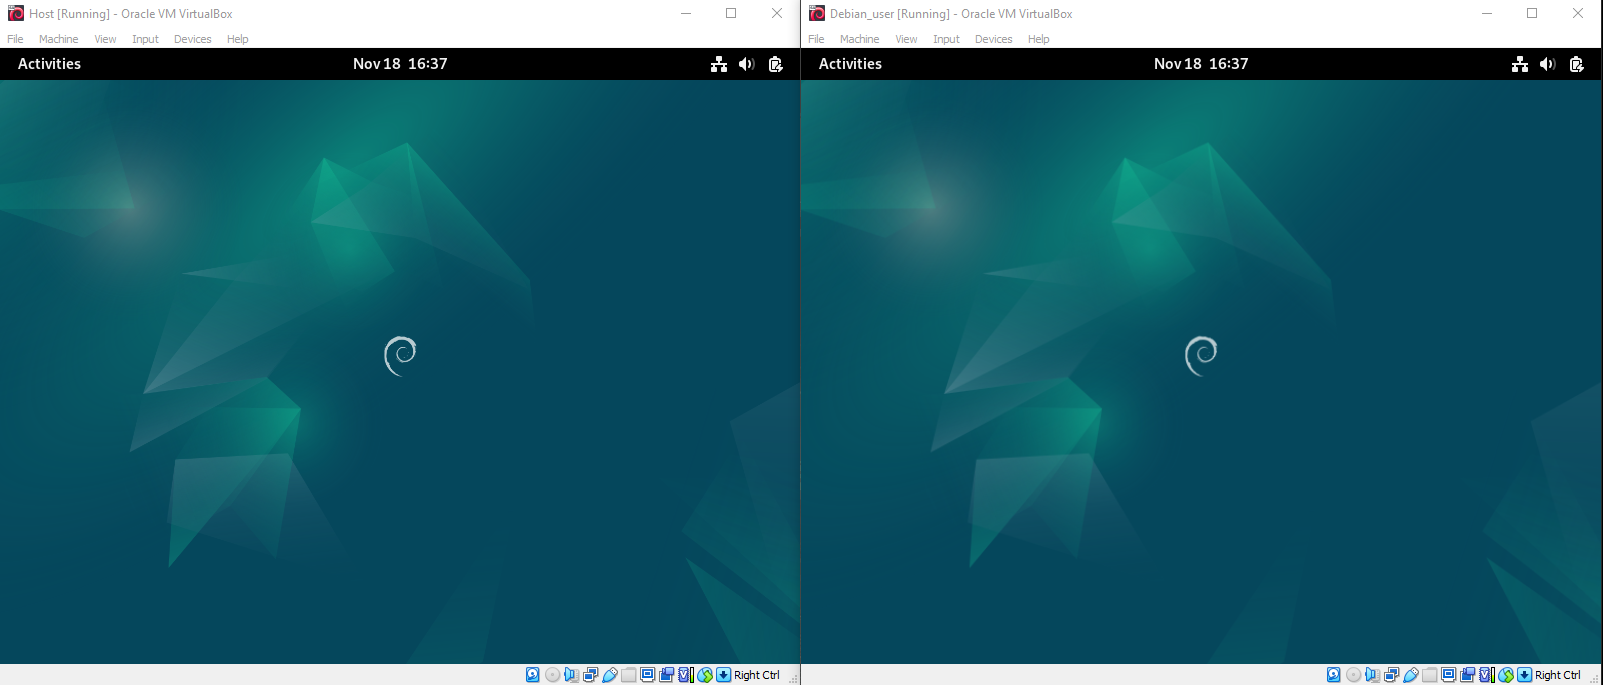 Host [Running] - Oracle VM VirtualBox
File Machine View Input Devices Help
Activities
Nov 18 16:37
Right Ctrl
Debian_user [Running] - Oracle VM VirtualBox
File Machine View Input Devices Help
Activities
Nov 18 16:37
Right Ctrl